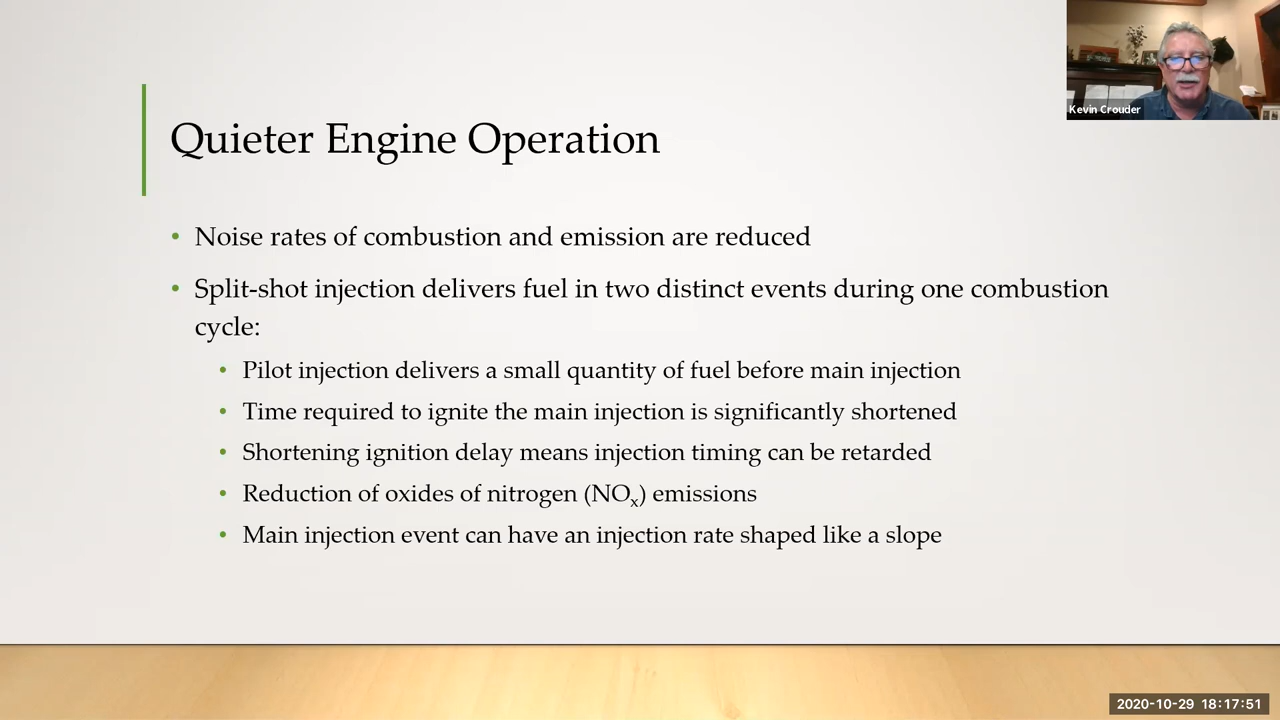 Kevin Crouder
Quieter Engine Operation
• Noise rates of combustion and emission are reduced
• Split-shot injection delivers fuel in two distinct events during one combustion
cycle:
• Pilot injection delivers a small quantity of fuel before main injection
• Time required to ignite the main injection is significantly shortened
• Shortening ignition delay means injection timing can be retarded
• Reduction of oxides of nitrogen (NOx) emissions
• Main injection event can have an injection rate shaped like a slope
2020-10-29 18:17:51